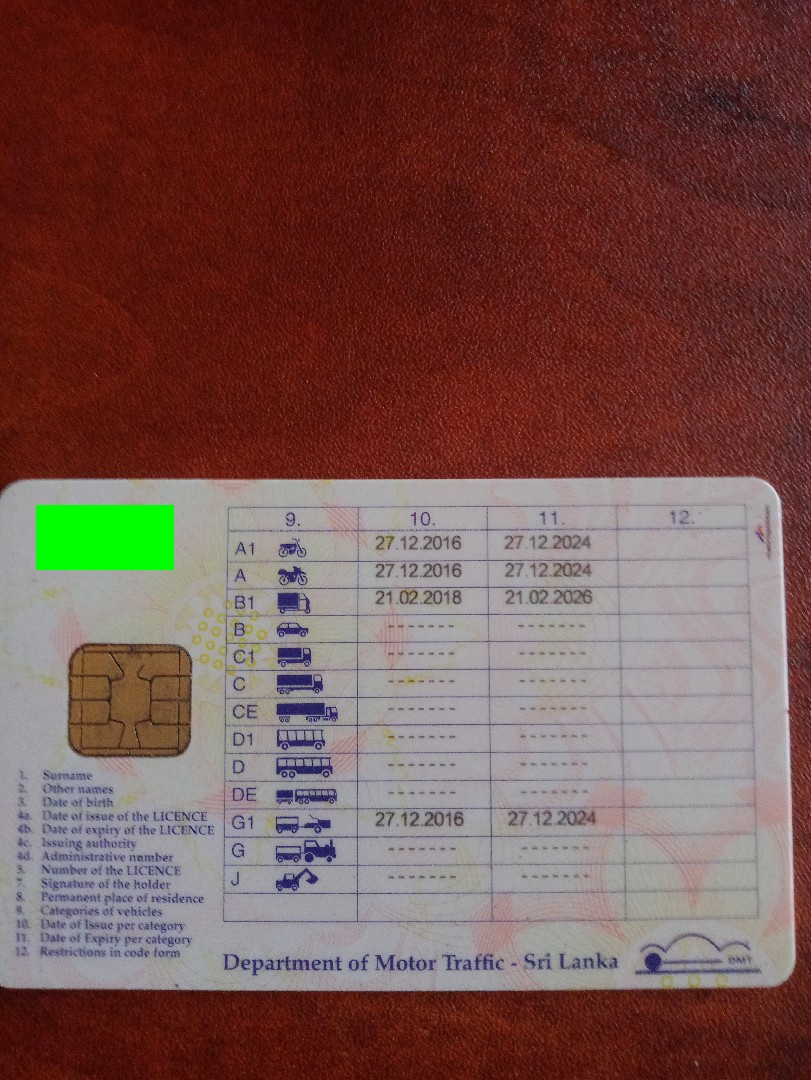 9. 10. 11. 12.
A1 27.12.2016 27.12.2024
A 27.12.2016 27.12.2024
B1 21.02.2018 21.02.2026
B ------- -------
C1 ------- -------
C ------- -------
CE ------- -------
D1 ------- -------
D ------- -------
DE ------- -------
G1 27.12.2016 27.12.2024
G ------- -------
J ------- -------
1. Surname
2. Other names
3. Date of birth
4a. Date of issue of the LICENCE
4b. Date of expiry of the LICENCE
4c. Issuing authority
4d. Administrative number
5. Number of the LICENCE
7. Signature of the holder
8. Permanent place of residence
9. Categories of vehicles
10. Date of Issue per category
11. Date of Expiry per category
12. Restrictions in code form
Department of Motor Traffic - Sri Lanka
DMT